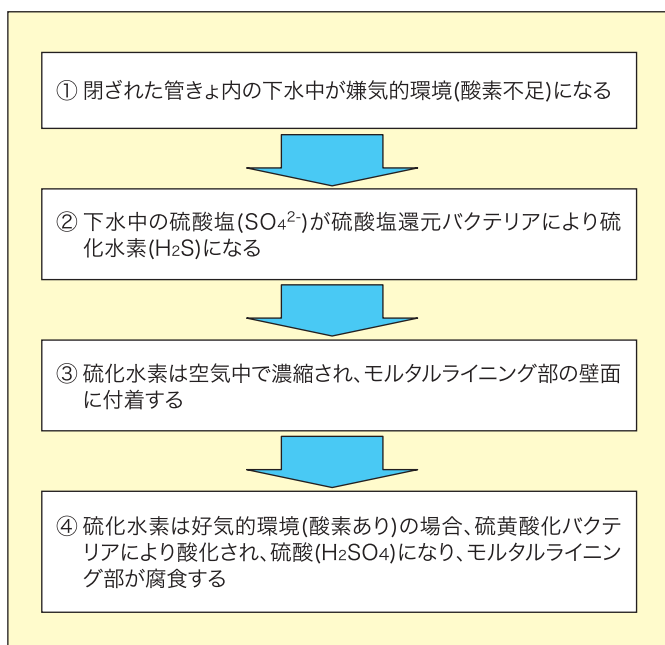 ① 閉ざされた管きょ内の下水中が嫌気的環境(酸素不足)になる
② 下水中の硫酸塩(SO₄²⁻)が硫酸塩還元バクテリアにより硫
化水素(H₂S)になる
③ 硫化水素は空気中で濃縮され、モルタルライニング部の壁面
に付着する
④ 硫化水素は好気的環境(酸素あり)の場合、硫黄酸化バクテ
リアにより酸化され、硫酸(H₂SO₄)になり、モルタルライニン
グ部が腐食する